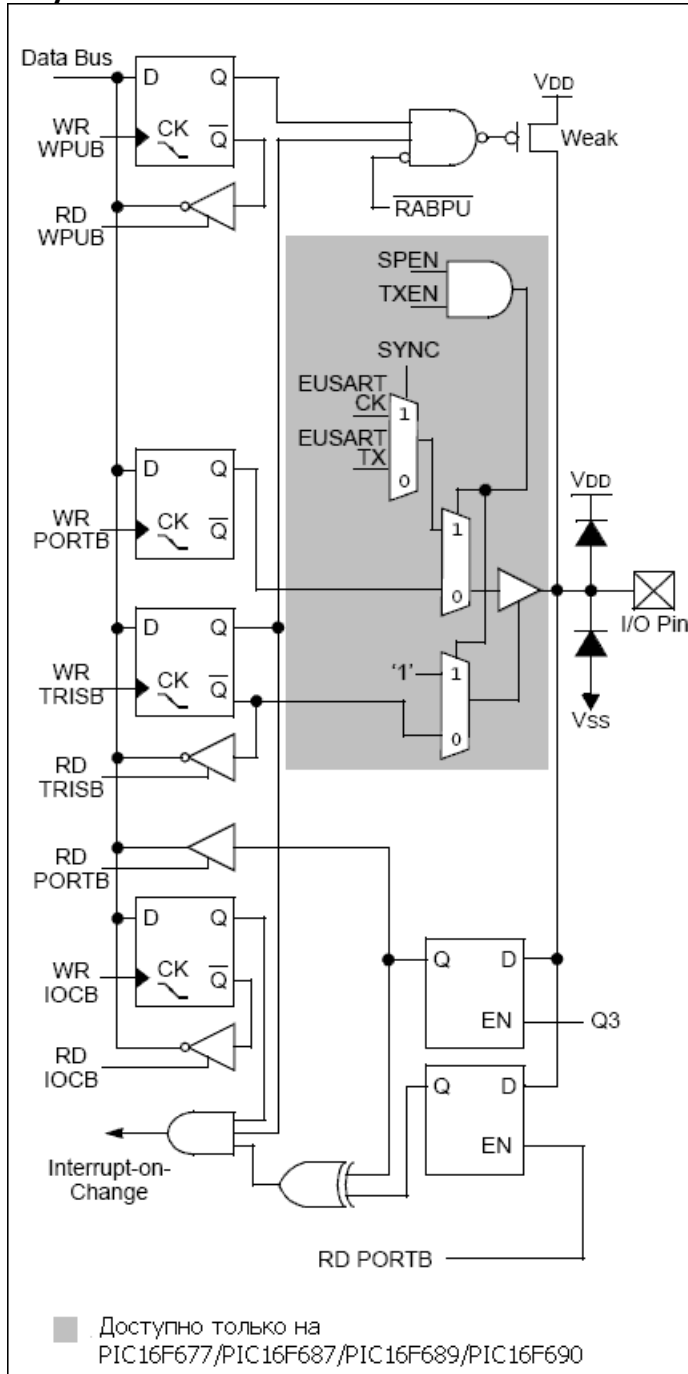 Data Bus
D Q
WR
WPUB
CK Q
RD
WPUB
VDD
Weak
RABPU
SPEN
TXEN
SYNC
EUSART
CK
1
EUSART
TX
0
D Q
WR
PORTB
CK Q
1
0
VDD
I/O Pin
VSS
D Q
WR
TRISB
CK Q
'1'
1
0
RD
TRISB
RD
PORTB
D Q
WR
IOCB
CK Q
RD
IOCB
Q D
EN
Q3
Q D
EN
Interrupt-on-
Change
RD PORTB
Доступно только на
PIC16F677/PIC16F687/PIC16F689/PIC16F690